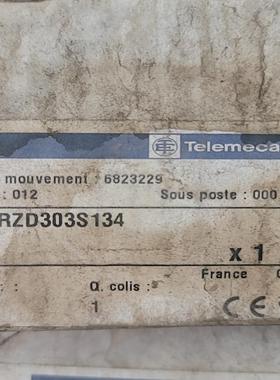 Telemeca
mouvement : 6823229
: 012 Sous poste : 000
RZD303S134
x 1
France
Q. colis :
1 CE